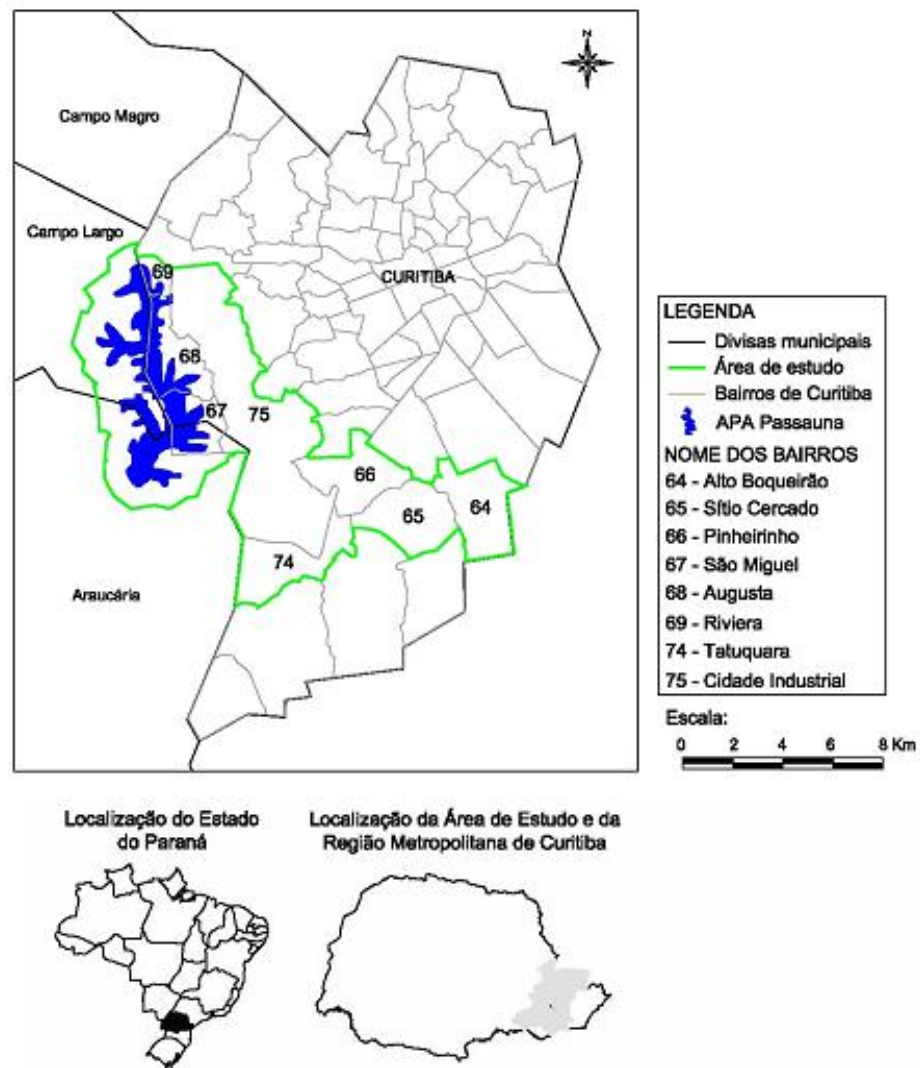 N
Campo Magro
Campo Largo
CURITIBA
69
68
67
75
66
65
64
74
Araucária
LEGENDA
Divisas municipais
Área de estudo
Bairros de Curitiba
APA Passauna
NOME DOS BAIRROS
64 - Alto Boqueirão
65 - Sítio Cercado
66 - Pinheirinho
67 - São Miguel
68 - Augusta
69 - Riviera
74 - Tatuquara
75 - Cidade Industrial
Escala:
0 2 4 6 8 Km
Localização do Estado
do Paraná
Localização da Área de Estudo e da
Região Metropolitana de Curitiba